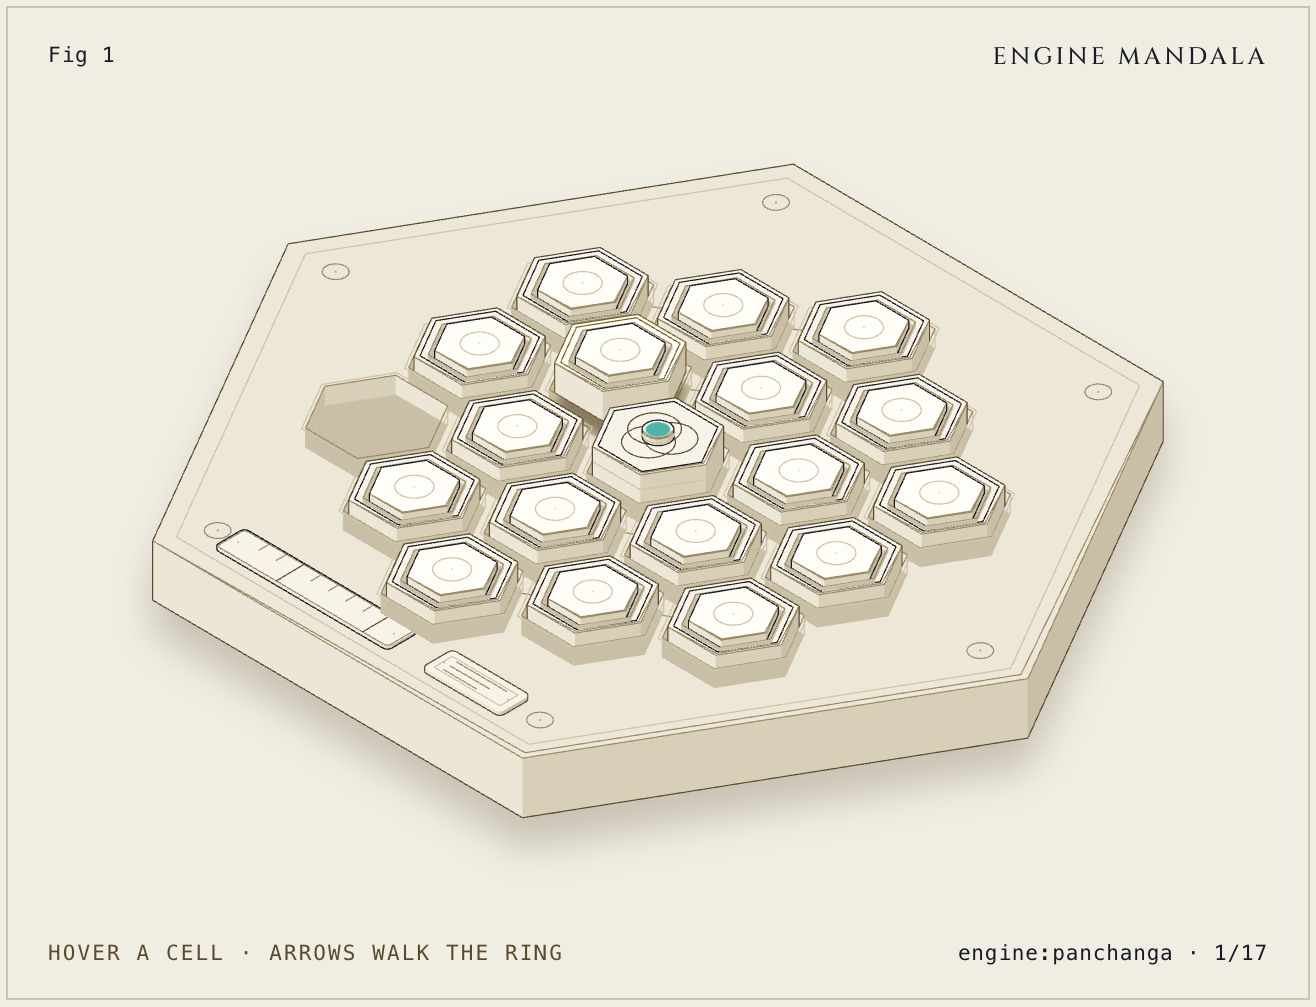 Fig 1
ENGINE MANDALA
HOVER A CELL · ARROWS WALK THE RING
engine:panchanga · 1/17